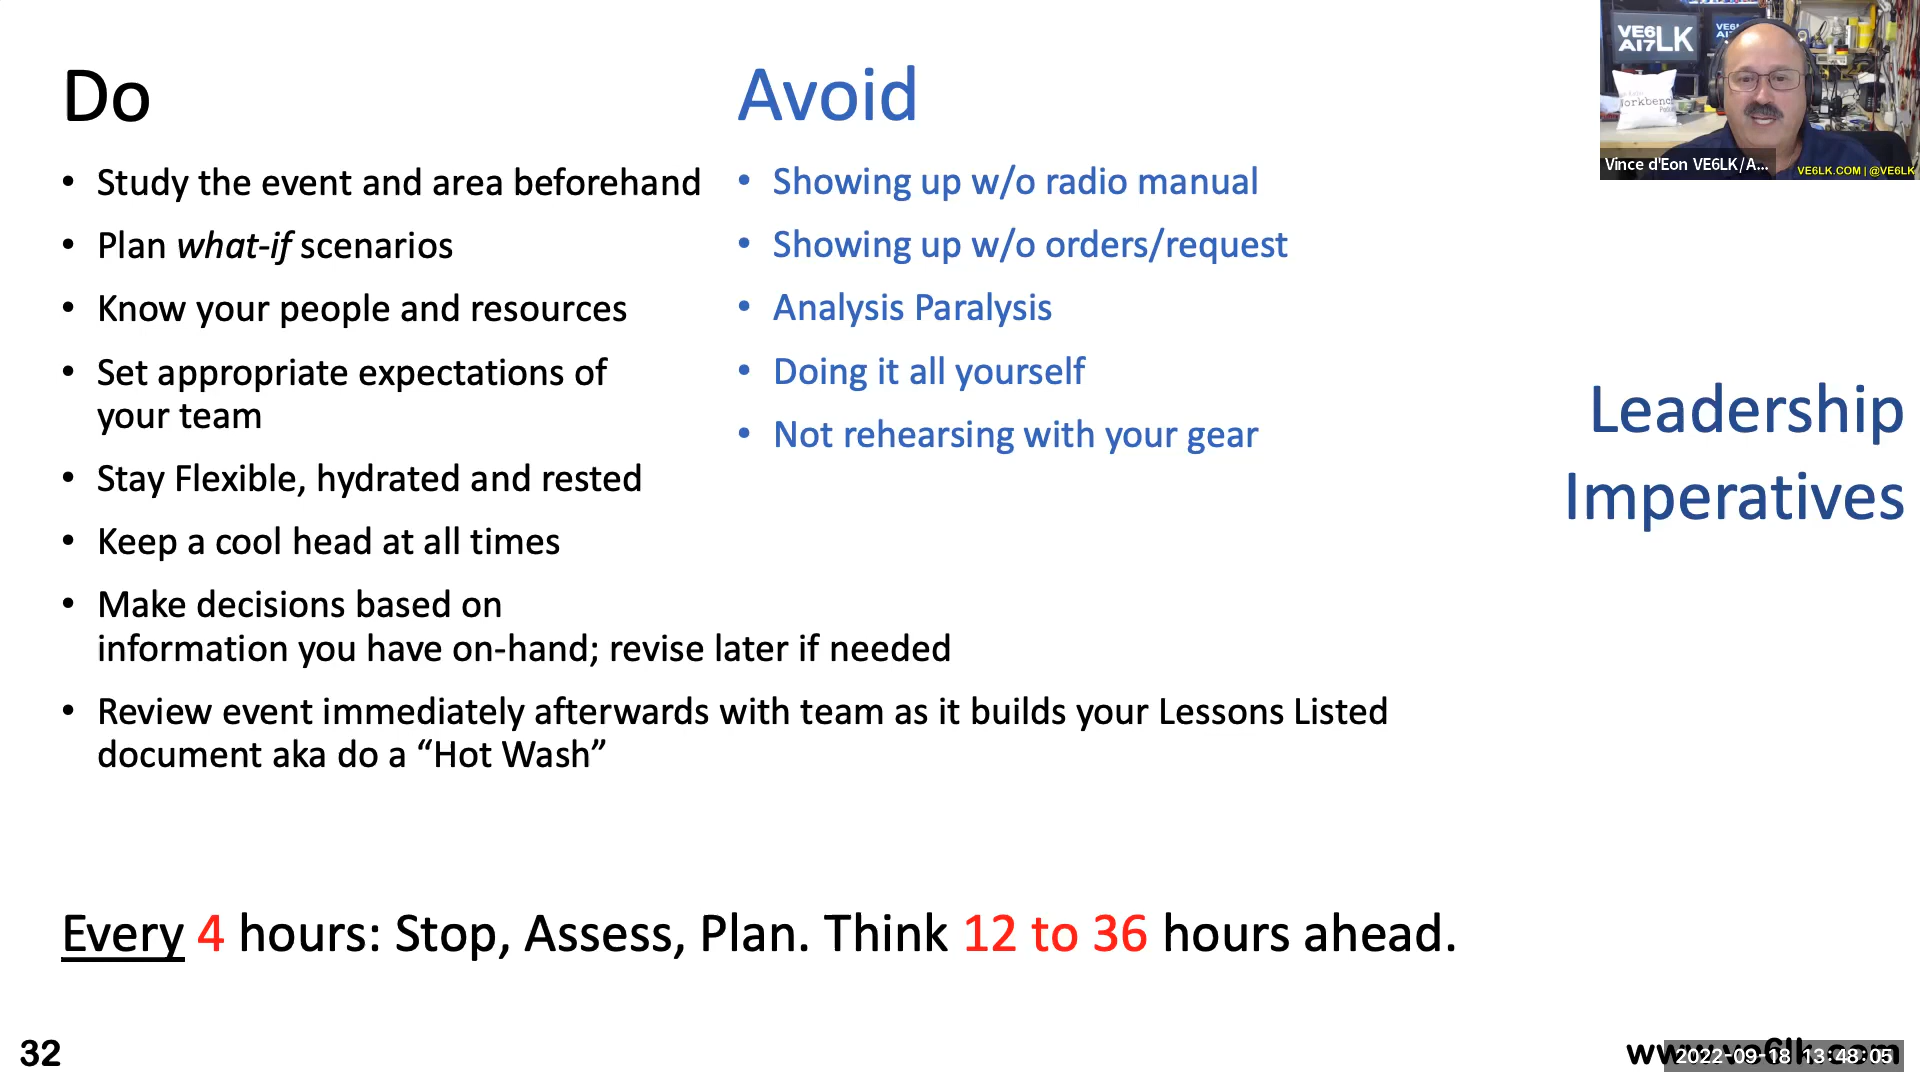 Do
• Study the event and area beforehand
• Plan what-if scenarios
• Know your people and resources
• Set appropriate expectations of
your team
• Stay Flexible, hydrated and rested
• Keep a cool head at all times
• Make decisions based on
information you have on-hand; revise later if needed
• Review event immediately afterwards with team as it builds your Lessons Listed
document aka do a “Hot Wash”
Avoid
• Showing up w/o radio manual
• Showing up w/o orders/request
• Analysis Paralysis
• Doing it all yourself
• Not rehearsing with your gear
Leadership
Imperatives
Every 4 hours: Stop, Assess, Plan. Think 12 to 36 hours ahead.
32
www.ve6lk.com
2022-09-18 13:48:05
VE6LK
AI7LK
Vince d'Eon VE6LK/A...
VE6LK.COM | @VE6LK